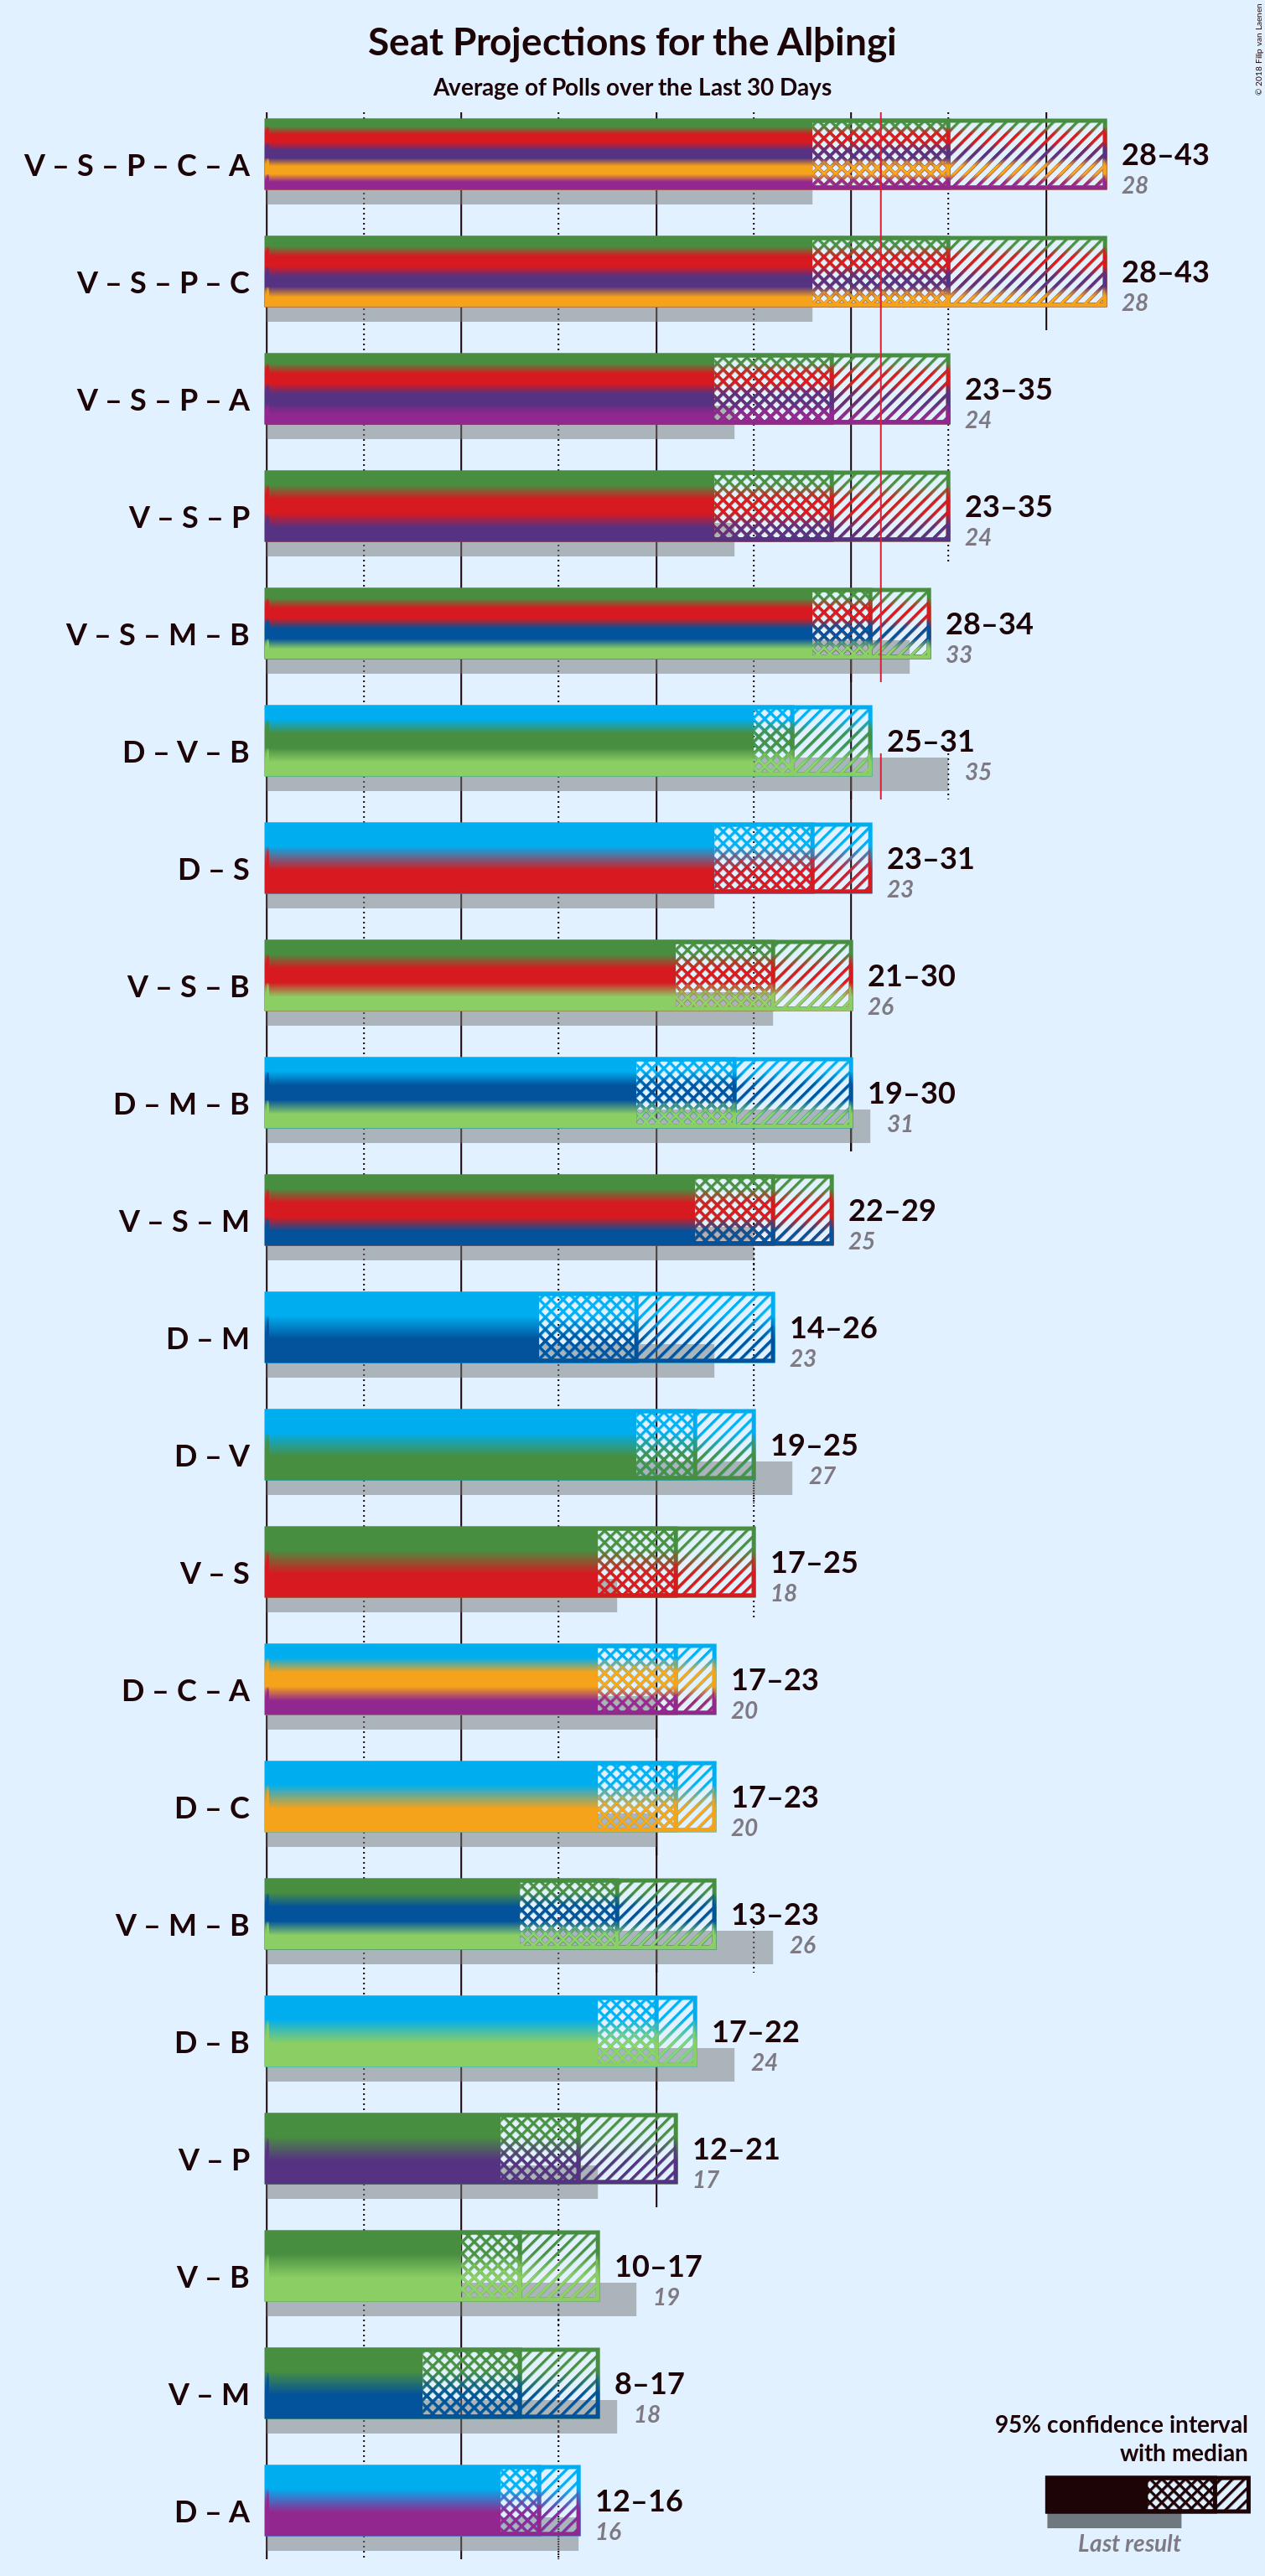 Seat Projections for the Alþingi
Average of Polls over the Last 30 Days
© 2018 Filip van Laenen
V – S – P – C – A
28–43
28
V – S – P – C
28–43
28
V – S – P – A
23–35
24
V – S – P
23–35
24
V – S – M – B
28–34
33
D – V – B
25–31
35
D – S
23–31
23
V – S – B
21–30
26
D – M – B
19–30
31
V – S – M
22–29
25
D – M
14–26
23
D – V
19–25
27
V – S
17–25
18
D – C – A
17–23
20
D – C
17–23
20
V – M – B
13–23
26
D – B
17–22
24
V – P
12–21
17
V – B
10–17
19
V – M
8–17
18
D – A
12–16
16
95% confidence interval
with median
Last result